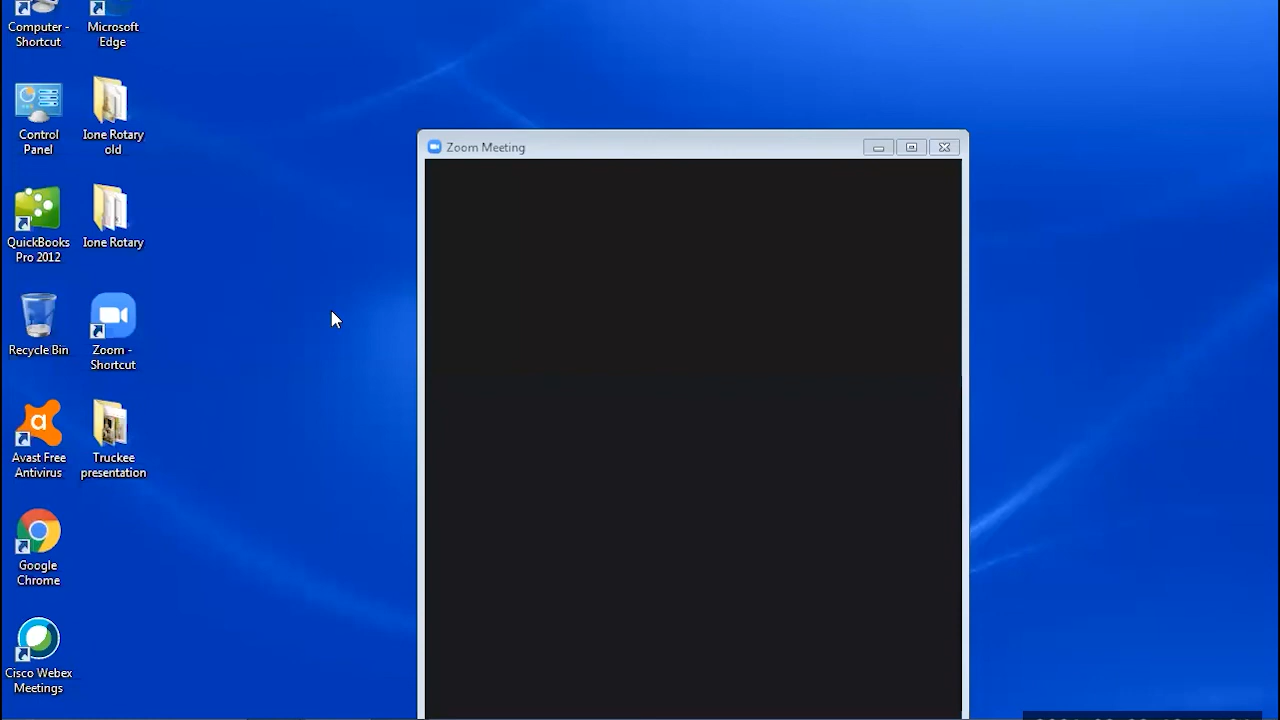 Computer -
Shortcut
Microsoft
Edge
Control
Panel
Ione Rotary
old
QuickBooks
Pro 2012
Ione Rotary
Recycle Bin
Zoom -
Shortcut
Avast Free
Antivirus
Truckee
presentation
Google
Chrome
Cisco Webex
Meetings
Zoom Meeting